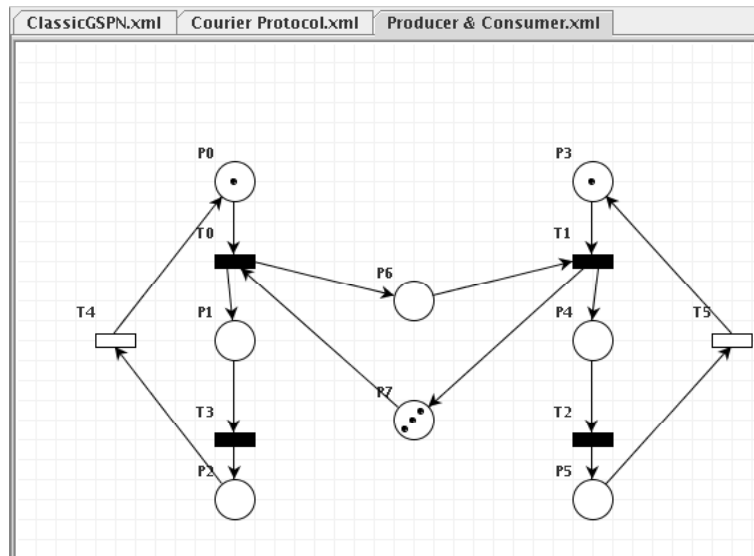 ClassicGSPN.xml Courier Protocol.xml Producer & Consumer.xml
P0 P3
T0 T1
P6
T4 P1 P4 T5
P7
T3 T2
P2 P5